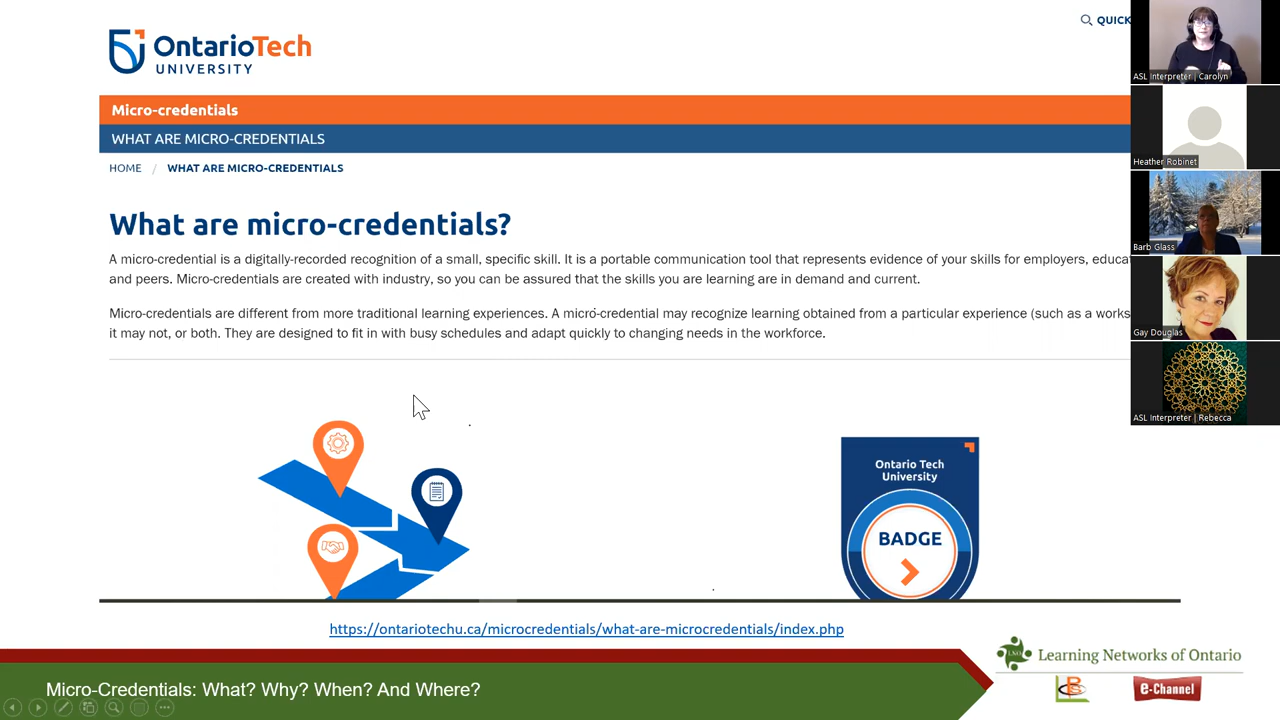 QUICK
OntarioTech
UNIVERSITY
Micro-credentials
WHAT ARE MICRO-CREDENTIALS
HOME / WHAT ARE MICRO-CREDENTIALS
What are micro-credentials?
A micro-credential is a digitally-recorded recognition of a small, specific skill. It is a portable communication tool that represents evidence of your skills for employers, educat
and peers. Micro-credentials are created with industry, so you can be assured that the skills you are learning are in demand and current.
Micro-credentials are different from more traditional learning experiences. A micro-credential may recognize learning obtained from a particular experience (such as a works
it may not, or both. They are designed to fit in with busy schedules and adapt quickly to changing needs in the workforce.
Ontario Tech
University
BADGE
https://ontariotechu.ca/microcredentials/what-are-microcredentials/index.php
Micro-Credentials: What? Why? When? And Where?
LNO
Learning Networks of Ontario
e-Channel
ASL Interpreter | Carolyn
Heather Robinet
Barb Glass
Gay Douglas
ASL Interpreter | Rebecca